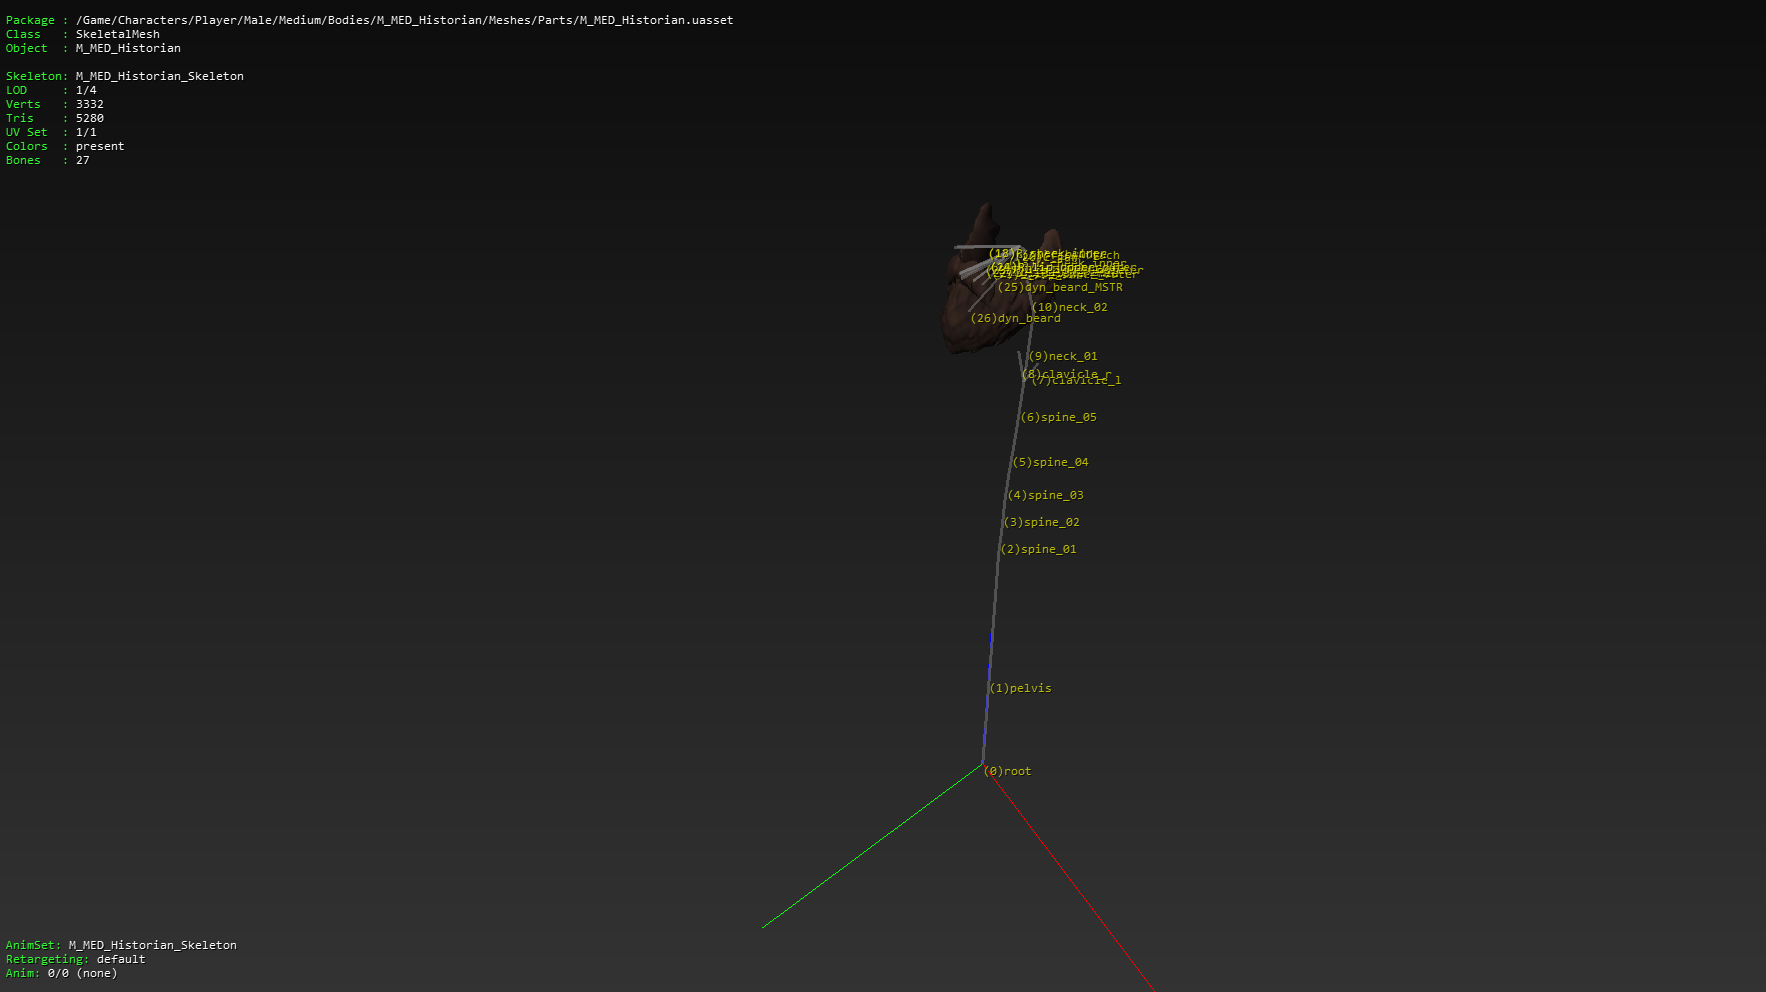 Package : /Game/Characters/Player/Male/Medium/Bodies/M_MED_Historian/Meshes/Parts/M_MED_Historian.uasset
Class : SkeletalMesh
Object : M_MED_Historian
Skeleton: M_MED_Historian_Skeleton
LOD : 1/4
Verts : 3332
Tris : 5280
UV Set : 1/1
Colors : present
Bones : 27
(25)dyn_beard_MSTR
(10)neck_02
(26)dyn_beard
(9)neck_01
(8)clavicle_r
(7)clavicle_l
(6)spine_05
(5)spine_04
(4)spine_03
(3)spine_02
(2)spine_01
(1)pelvis
(0)root
AnimSet: M_MED_Historian_Skeleton
Retargeting: default
Anim: 0/0 (none)